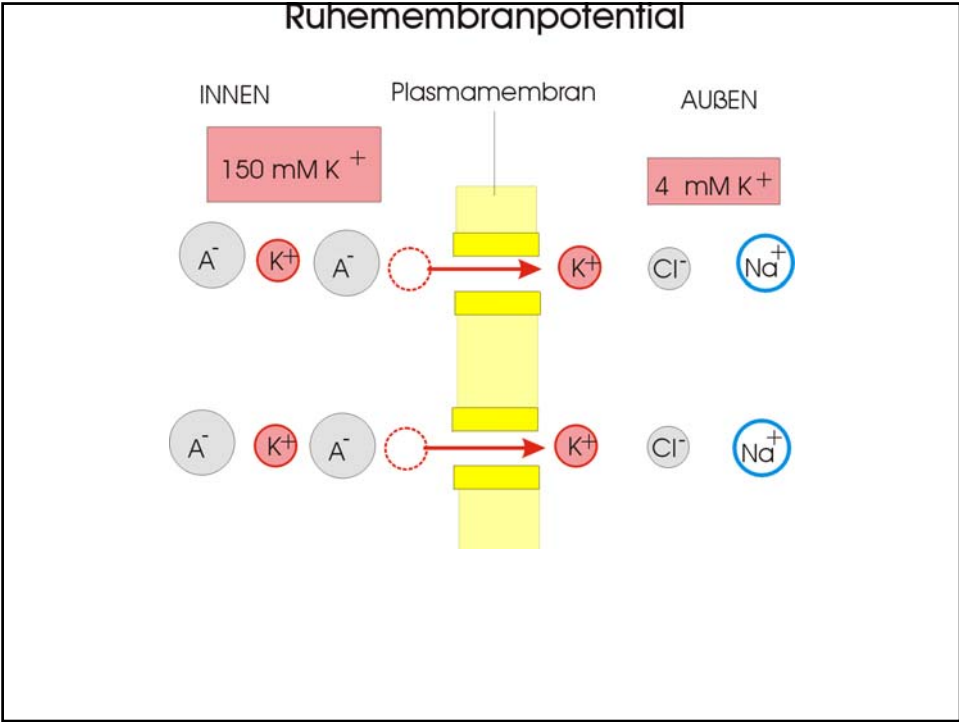 Ruhemembranpotential
INNEN Plasmamembran AUßEN
150 mM K+ 4 mM K+
A- K+ A- K+ Cl- Na+
A- K+ A- K+ Cl- Na+